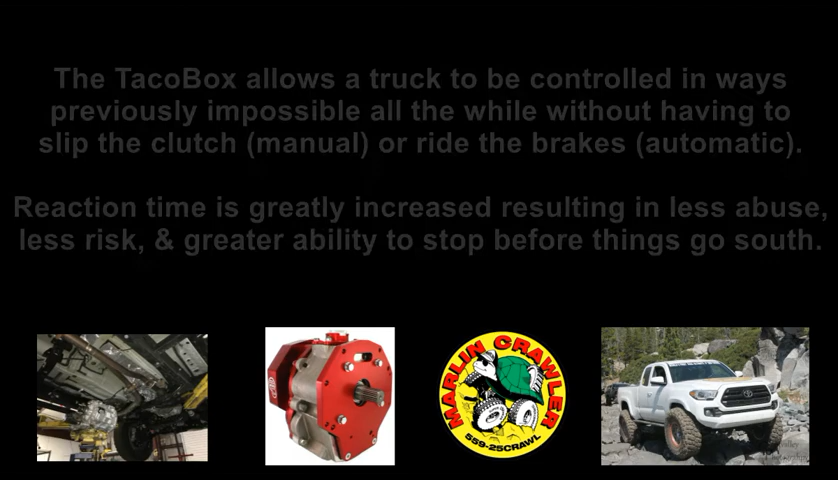 The TacoBox allows a truck to be controlled in ways
previously impossible all the while without having to
slip the clutch (manual) or ride the brakes (automatic).
Reaction time is greatly increased resulting in less abuse,
less risk, & greater ability to stop before things go south.
MARLIN CRAWLER
559-25CRAWL